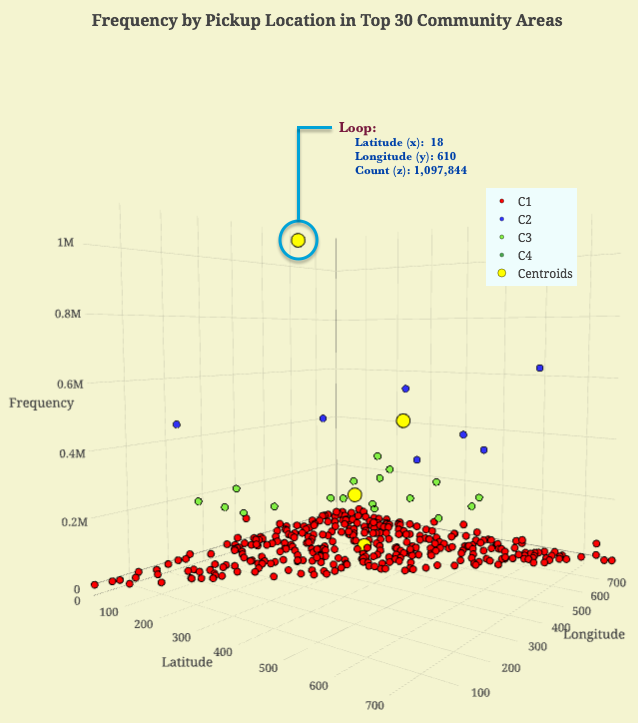 Frequency by Pickup Location in Top 30 Community Areas
Loop:
Latitude (x): 18
Longitude (y): 610
Count (z): 1,097,844
C1
C2
C3
C4
Centroids
1M
0.8M
0.6M
Frequency
0.4M
0.2M
0
0
100
200
300
400
500
600
700
Latitude
700
600
500
400
300
200
100
Longitude